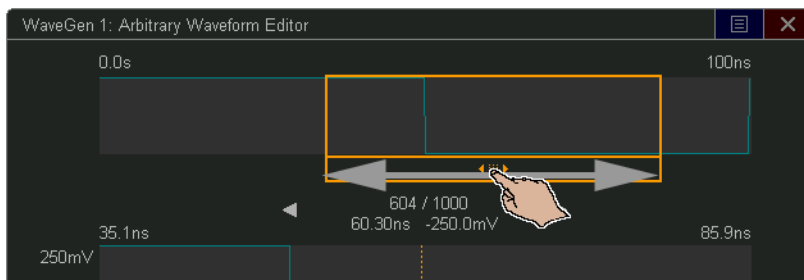 WaveGen 1: Arbitrary Waveform Editor
0.0s 100ns
604 / 1000
60.30ns -250.0mV
35.1ns 85.9ns
250mV